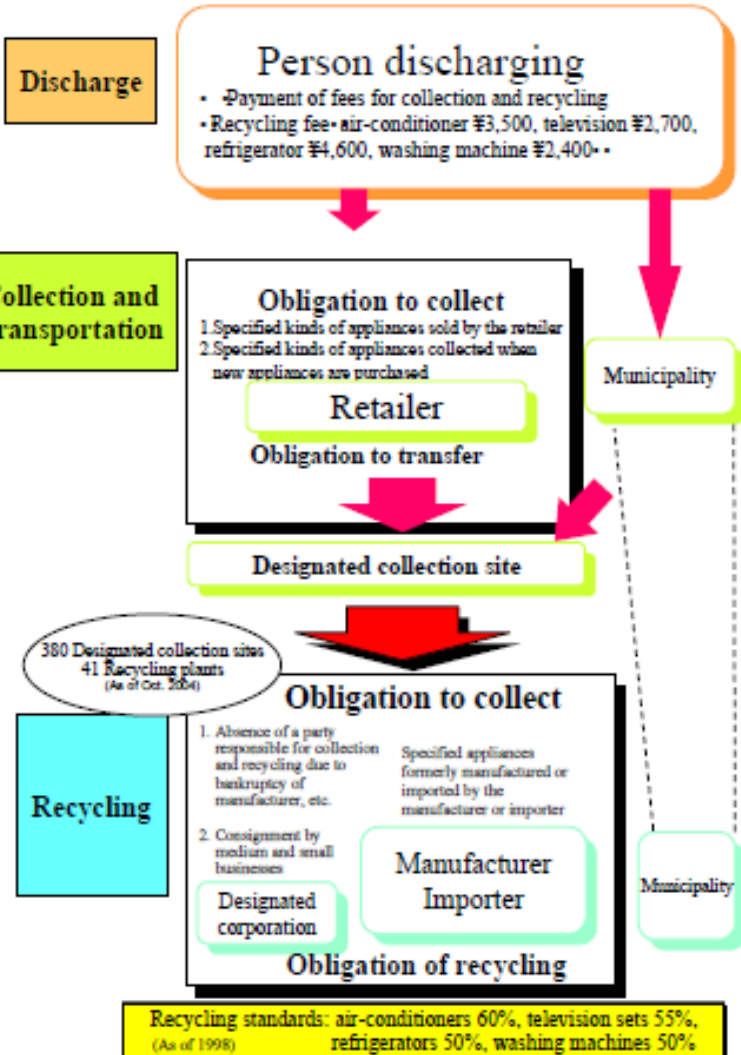 Discharge
Person discharging
• •Payment of fees for collection and recycling
•Recycling fee•air-conditioner ¥3,500, television ¥2,700,
refrigerator ¥4,600, washing machine ¥2,400••
ollection and
ransportation
Obligation to collect
1.Specified kinds of appliances sold by the retailer
2.Specified kinds of appliances collected when
new appliances are purchased
Retailer
Obligation to transfer
Municipality
Designated collection site
380 Designated collection sites
41 Recycling plants
(As of Oct. 2004)
Recycling
Obligation to collect
1. Absence of a party
responsible for collection
and recycling due to
bankruptcy of
manufacturer, etc.
2. Consignment by
medium and small
businesses
Designated
corporation
Specified appliances
formerly manufactured or
imported by the
manufacturer or importer
Manufacturer
Importer
Obligation of recycling
Municipality
Recycling standards: air-conditioners 60%, television sets 55%,
(As of 1998) refrigerators 50%, washing machines 50%